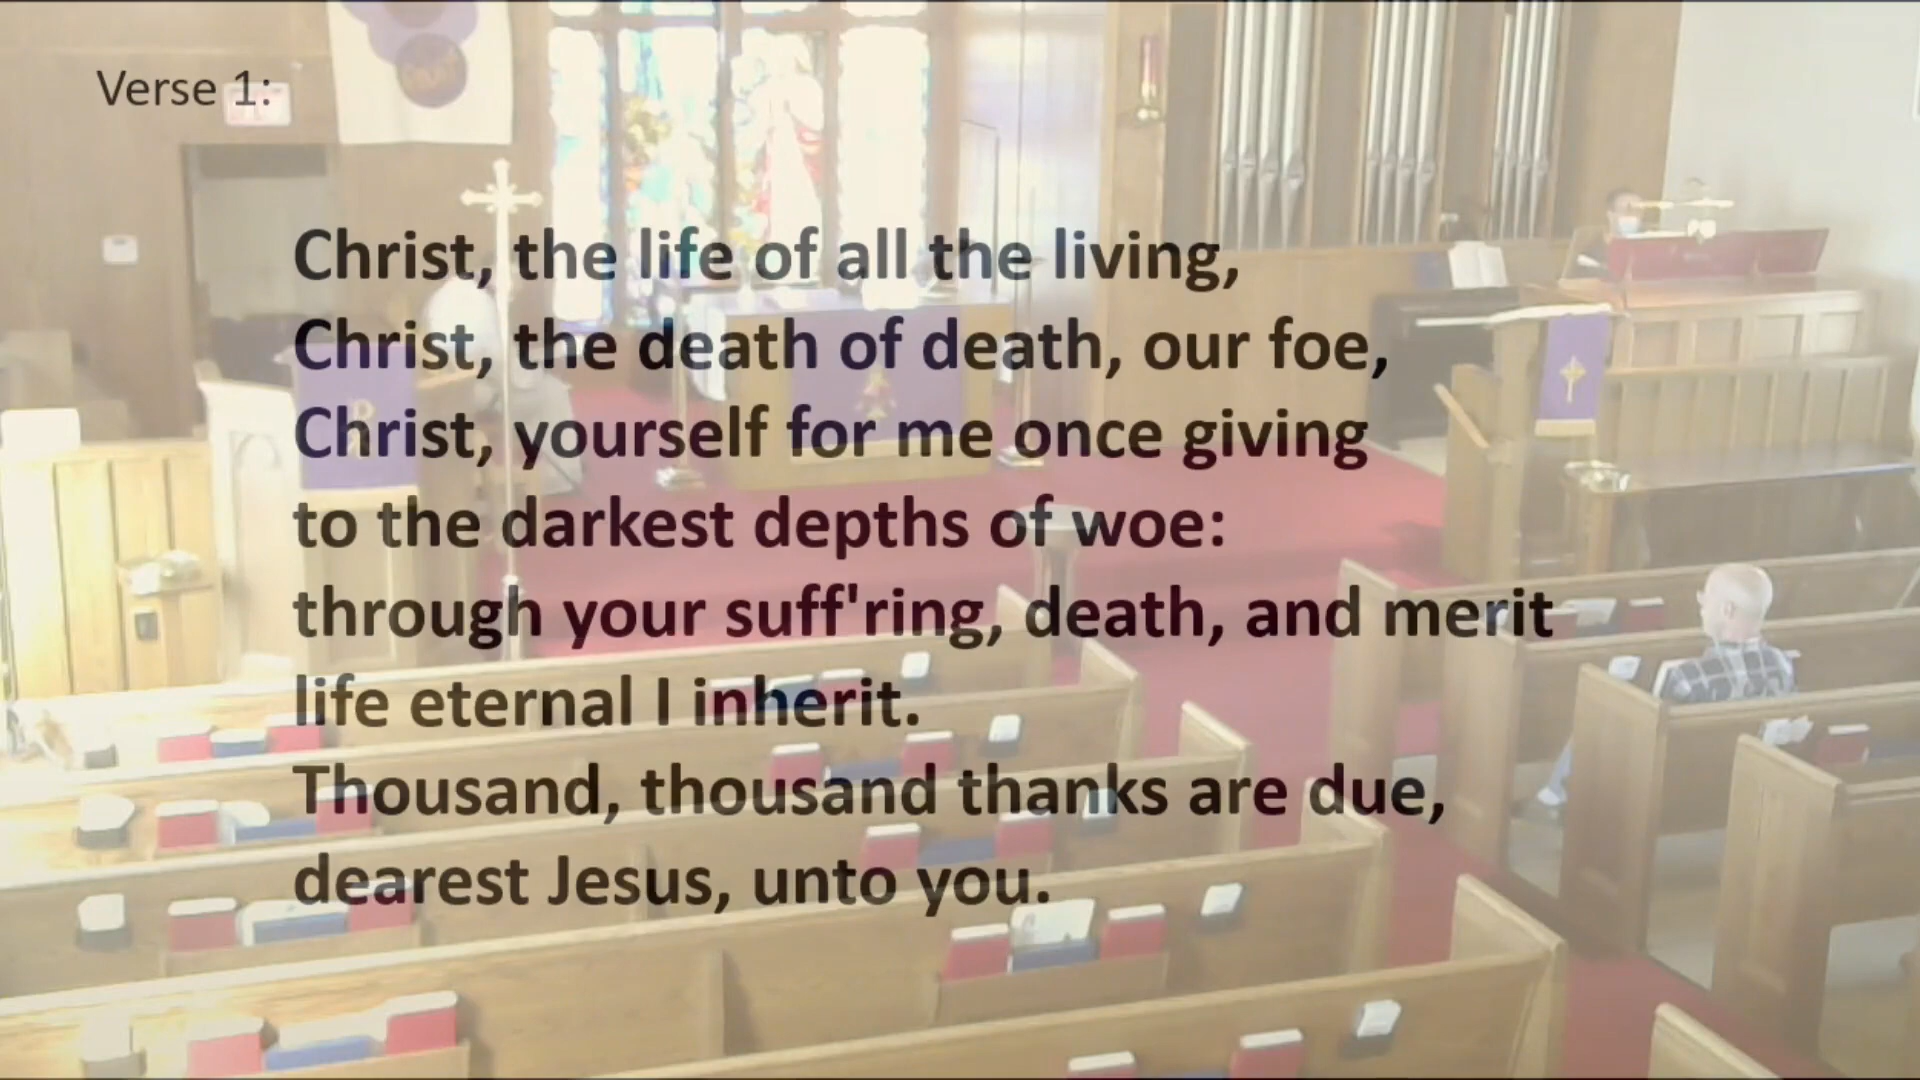 Verse 1:
Christ, the life of all the living,
Christ, the death of death, our foe,
Christ, yourself for me once giving
to the darkest depths of woe:
through your suff'ring, death, and merit
life eternal I inherit.
Thousand, thousand thanks are due,
dearest Jesus, unto you.